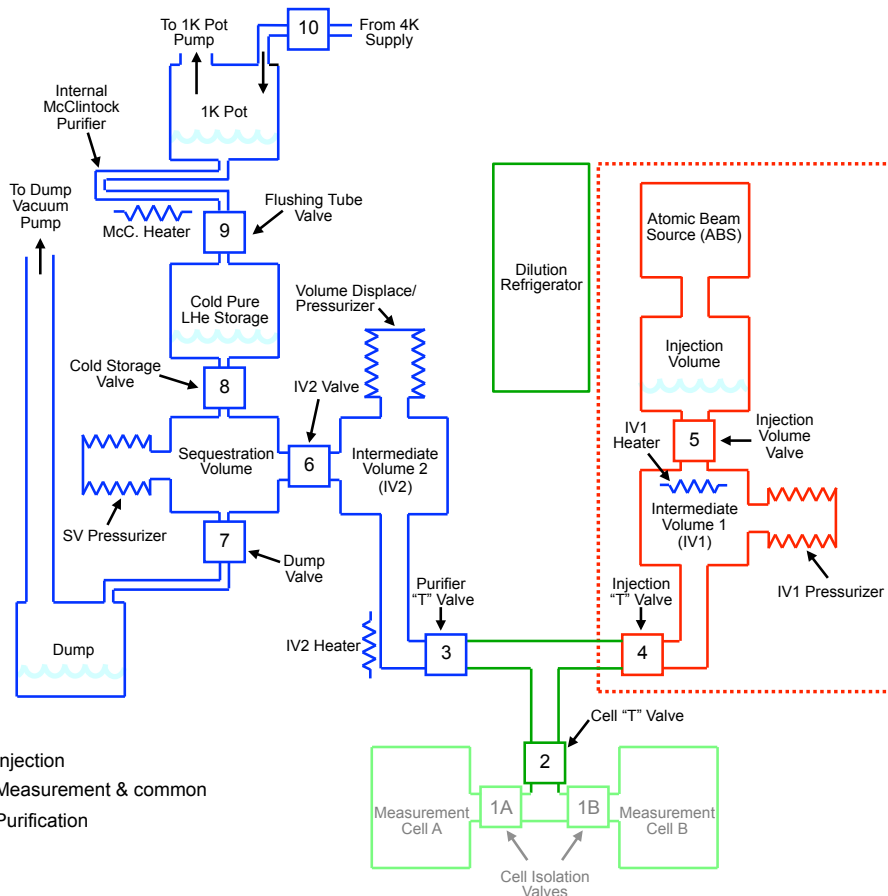 To 1K Pot
Pump
10
From 4K
Supply
Internal
McClintock
Purifier
1K Pot
To Dump
Vacuum
Pump
McC. Heater
Flushing Tube
Valve
9
Cold Pure
LHe Storage
Volume Displace/
Pressurizer
Dilution
Refrigerator
Atomic Beam
Source (ABS)
Injection
Volume
Cold Storage
Valve
8
IV2 Valve
Sequestration
Volume
6
Intermediate
Volume 2
(IV2)
IV1
Heater
5
Injection
Volume
Valve
Intermediate
Volume 1
(IV1)
SV Pressurizer
7
Dump
Valve
IV1 Pressurizer
Purifier
“T” Valve
Injection
“T” Valve
Dump
IV2 Heater
3
4
Cell “T” Valve
2
njection
Measurement & common
Purification
Measurement
Cell A
1A
1B
Measurement
Cell B
Cell Isolation
Valves